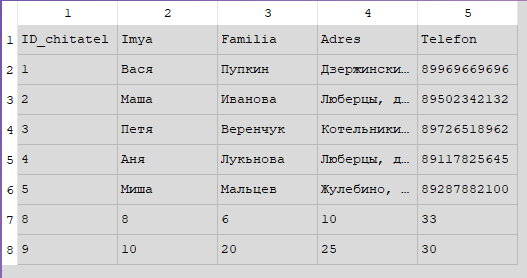 1 2 3 4 5
1 ID_chitatel Imya Familia Adres Telefon
2 1 Вася Пупкин Дзержински… 89969669696
3 2 Маша Иванова Люберцы, д… 89502342132
4 3 Петя Веренчук Котельники… 89726518962
5 4 Аня Лукьнова Люберцы, д… 89117825645
6 5 Миша Мальцев Жулебино, … 89287882100
7 8 8 6 10 33
8 9 10 20 25 30